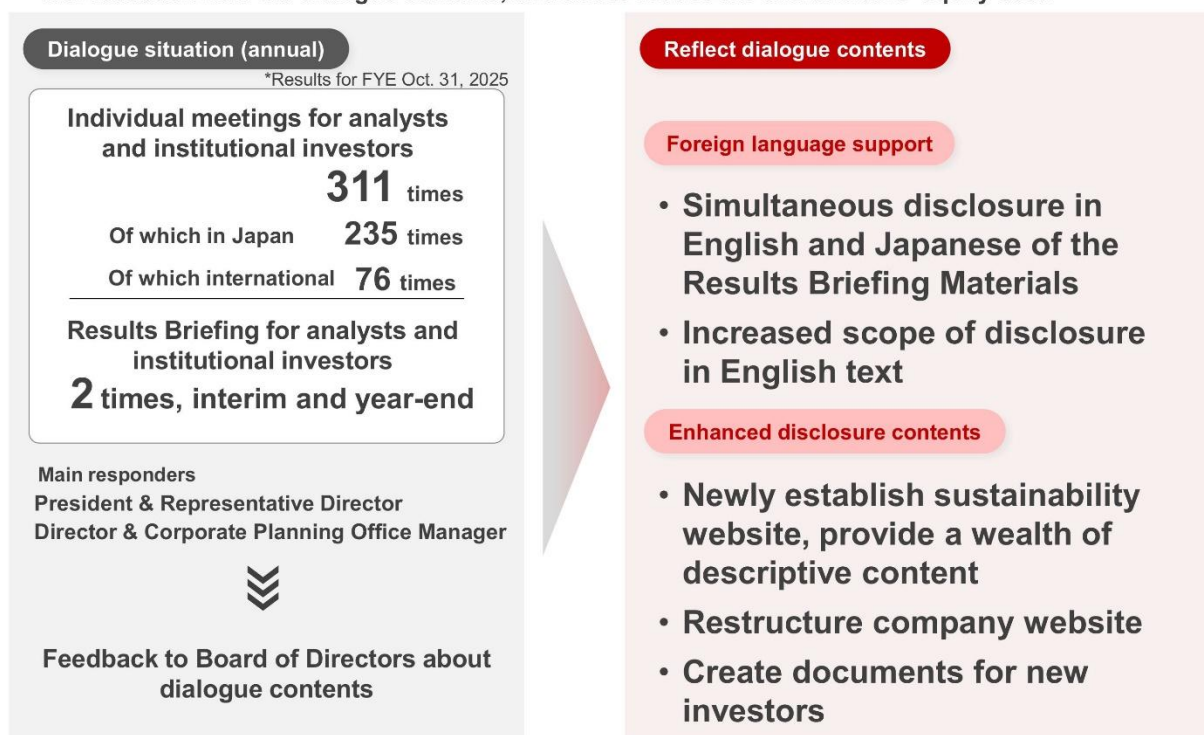 Dialogue situation (annual)
*Results for FYE Oct. 31, 2025
Individual meetings for analysts
and institutional investors
311 times
Of which in Japan 235 times
Of which international 76 times
Results Briefing for analysts and
institutional investors
2 times, interim and year-end
Main responders
President & Representative Director
Director & Corporate Planning Office Manager
Feedback to Board of Directors about
dialogue contents
Reflect dialogue contents
Foreign language support
• Simultaneous disclosure in
English and Japanese of the
Results Briefing Materials
• Increased scope of disclosure
in English text
Enhanced disclosure contents
• Newly establish sustainability
website, provide a wealth of
descriptive content
• Restructure company website
• Create documents for new
investors